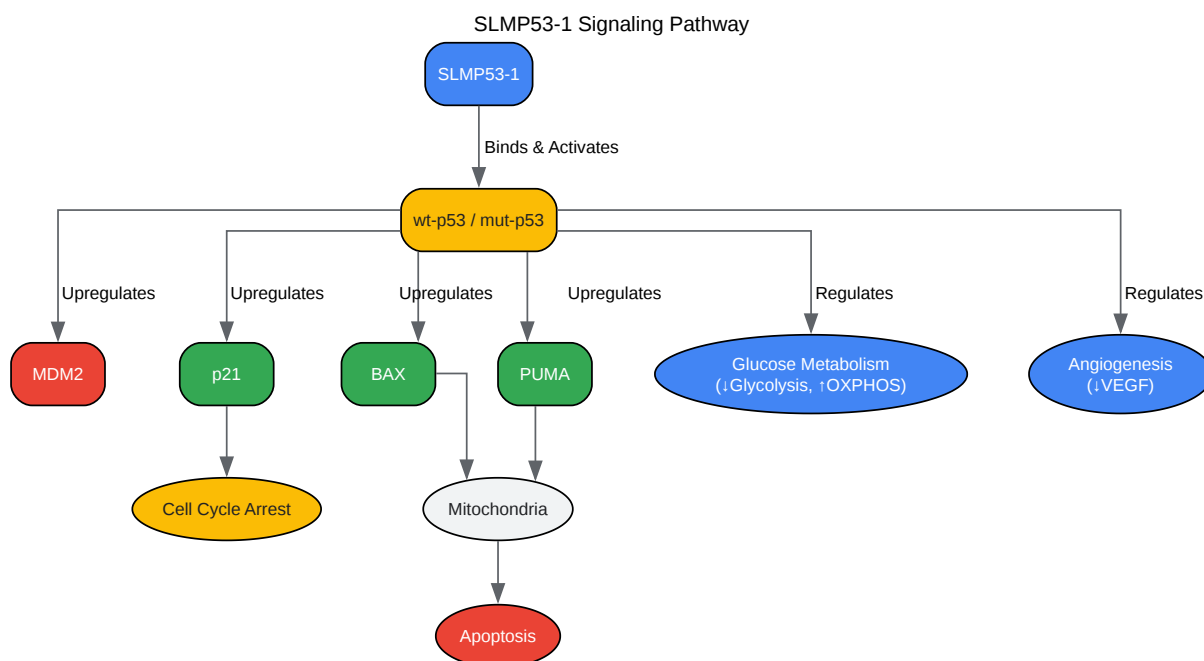 SLMP53-1 Signaling Pathway
SLMP53-1
Binds & Activates
wt-p53 / mut-p53
Upregulates
Upregulates
Upregulates
Upregulates
Regulates
Regulates
MDM2
p21
BAX
PUMA
Glucose Metabolism
(↓Glycolysis, ↑OXPHOS)
Angiogenesis
(↓VEGF)
Cell Cycle Arrest
Mitochondria
Apoptosis